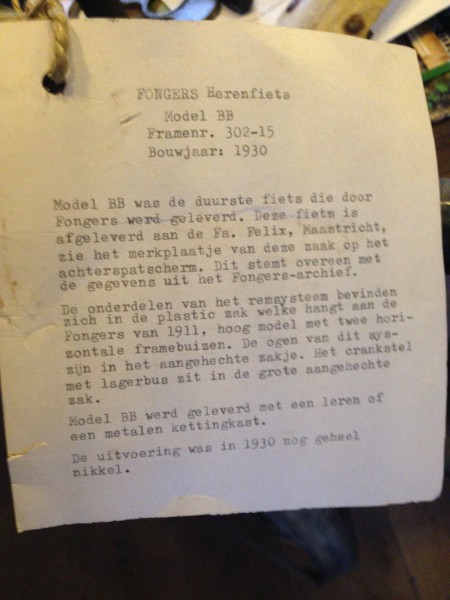 FONGERS Herenfiets
Model BB
Framenr. 302-15
Bouwjaar: 1930
Model BB was de duurste fiets die door
Fongers werd geleverd. Deze fiets is
afgeleverd aan de Fa. Felix, Maastricht,
zie het merkplaatje van deze zaak op het
achterspatscherm. Dit stemt overeen met
de gegevens uit het Fongers-archief.
De onderdelen van het remsysteem bevinden
zich in de plastic zak welke hangt aan de
Fongers van 1911, hoog model met twee hori-
zontale framebuizen. De ogen van dit sys-
zijn in het aangehechte zakje. Het crankstel
met lagerbus zit in de grote aangehechte
zak.
Model BB werd geleverd met een leren of
een metalen kettingkast.
De uitvoering was in 1930 nog geheel
nikkel.